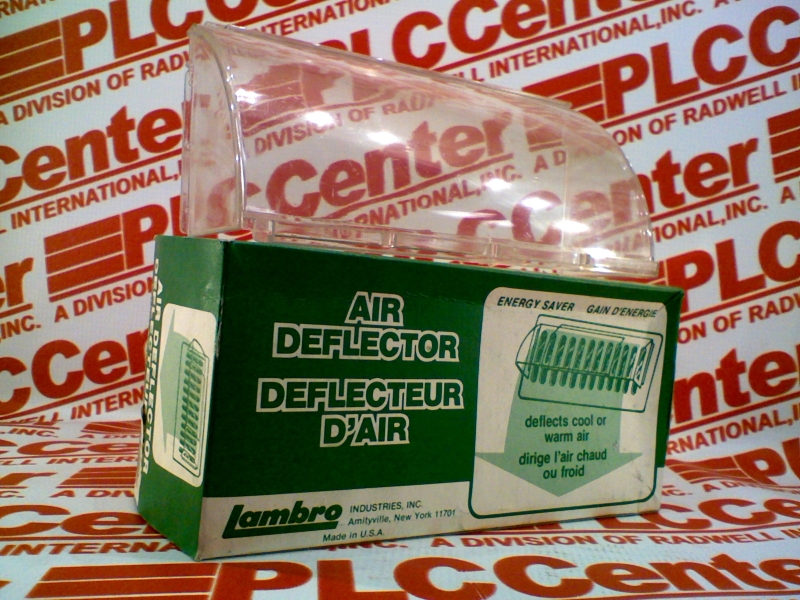 PLCCenter
A DIVISION OF RADWELL INTERNATIONAL, INC.
AIR
DEFLECTOR
DEFLECTEUR
D'AIR
ENERGY SAVER GAIN D'ENERGIE
deflects cool or
warm air
dirige l'air chaud
ou froid
Lambro INDUSTRIES, INC.
Amityville, New York 11701
Made in U.S.A.
AIR DEFLECTOR
PLCCenter